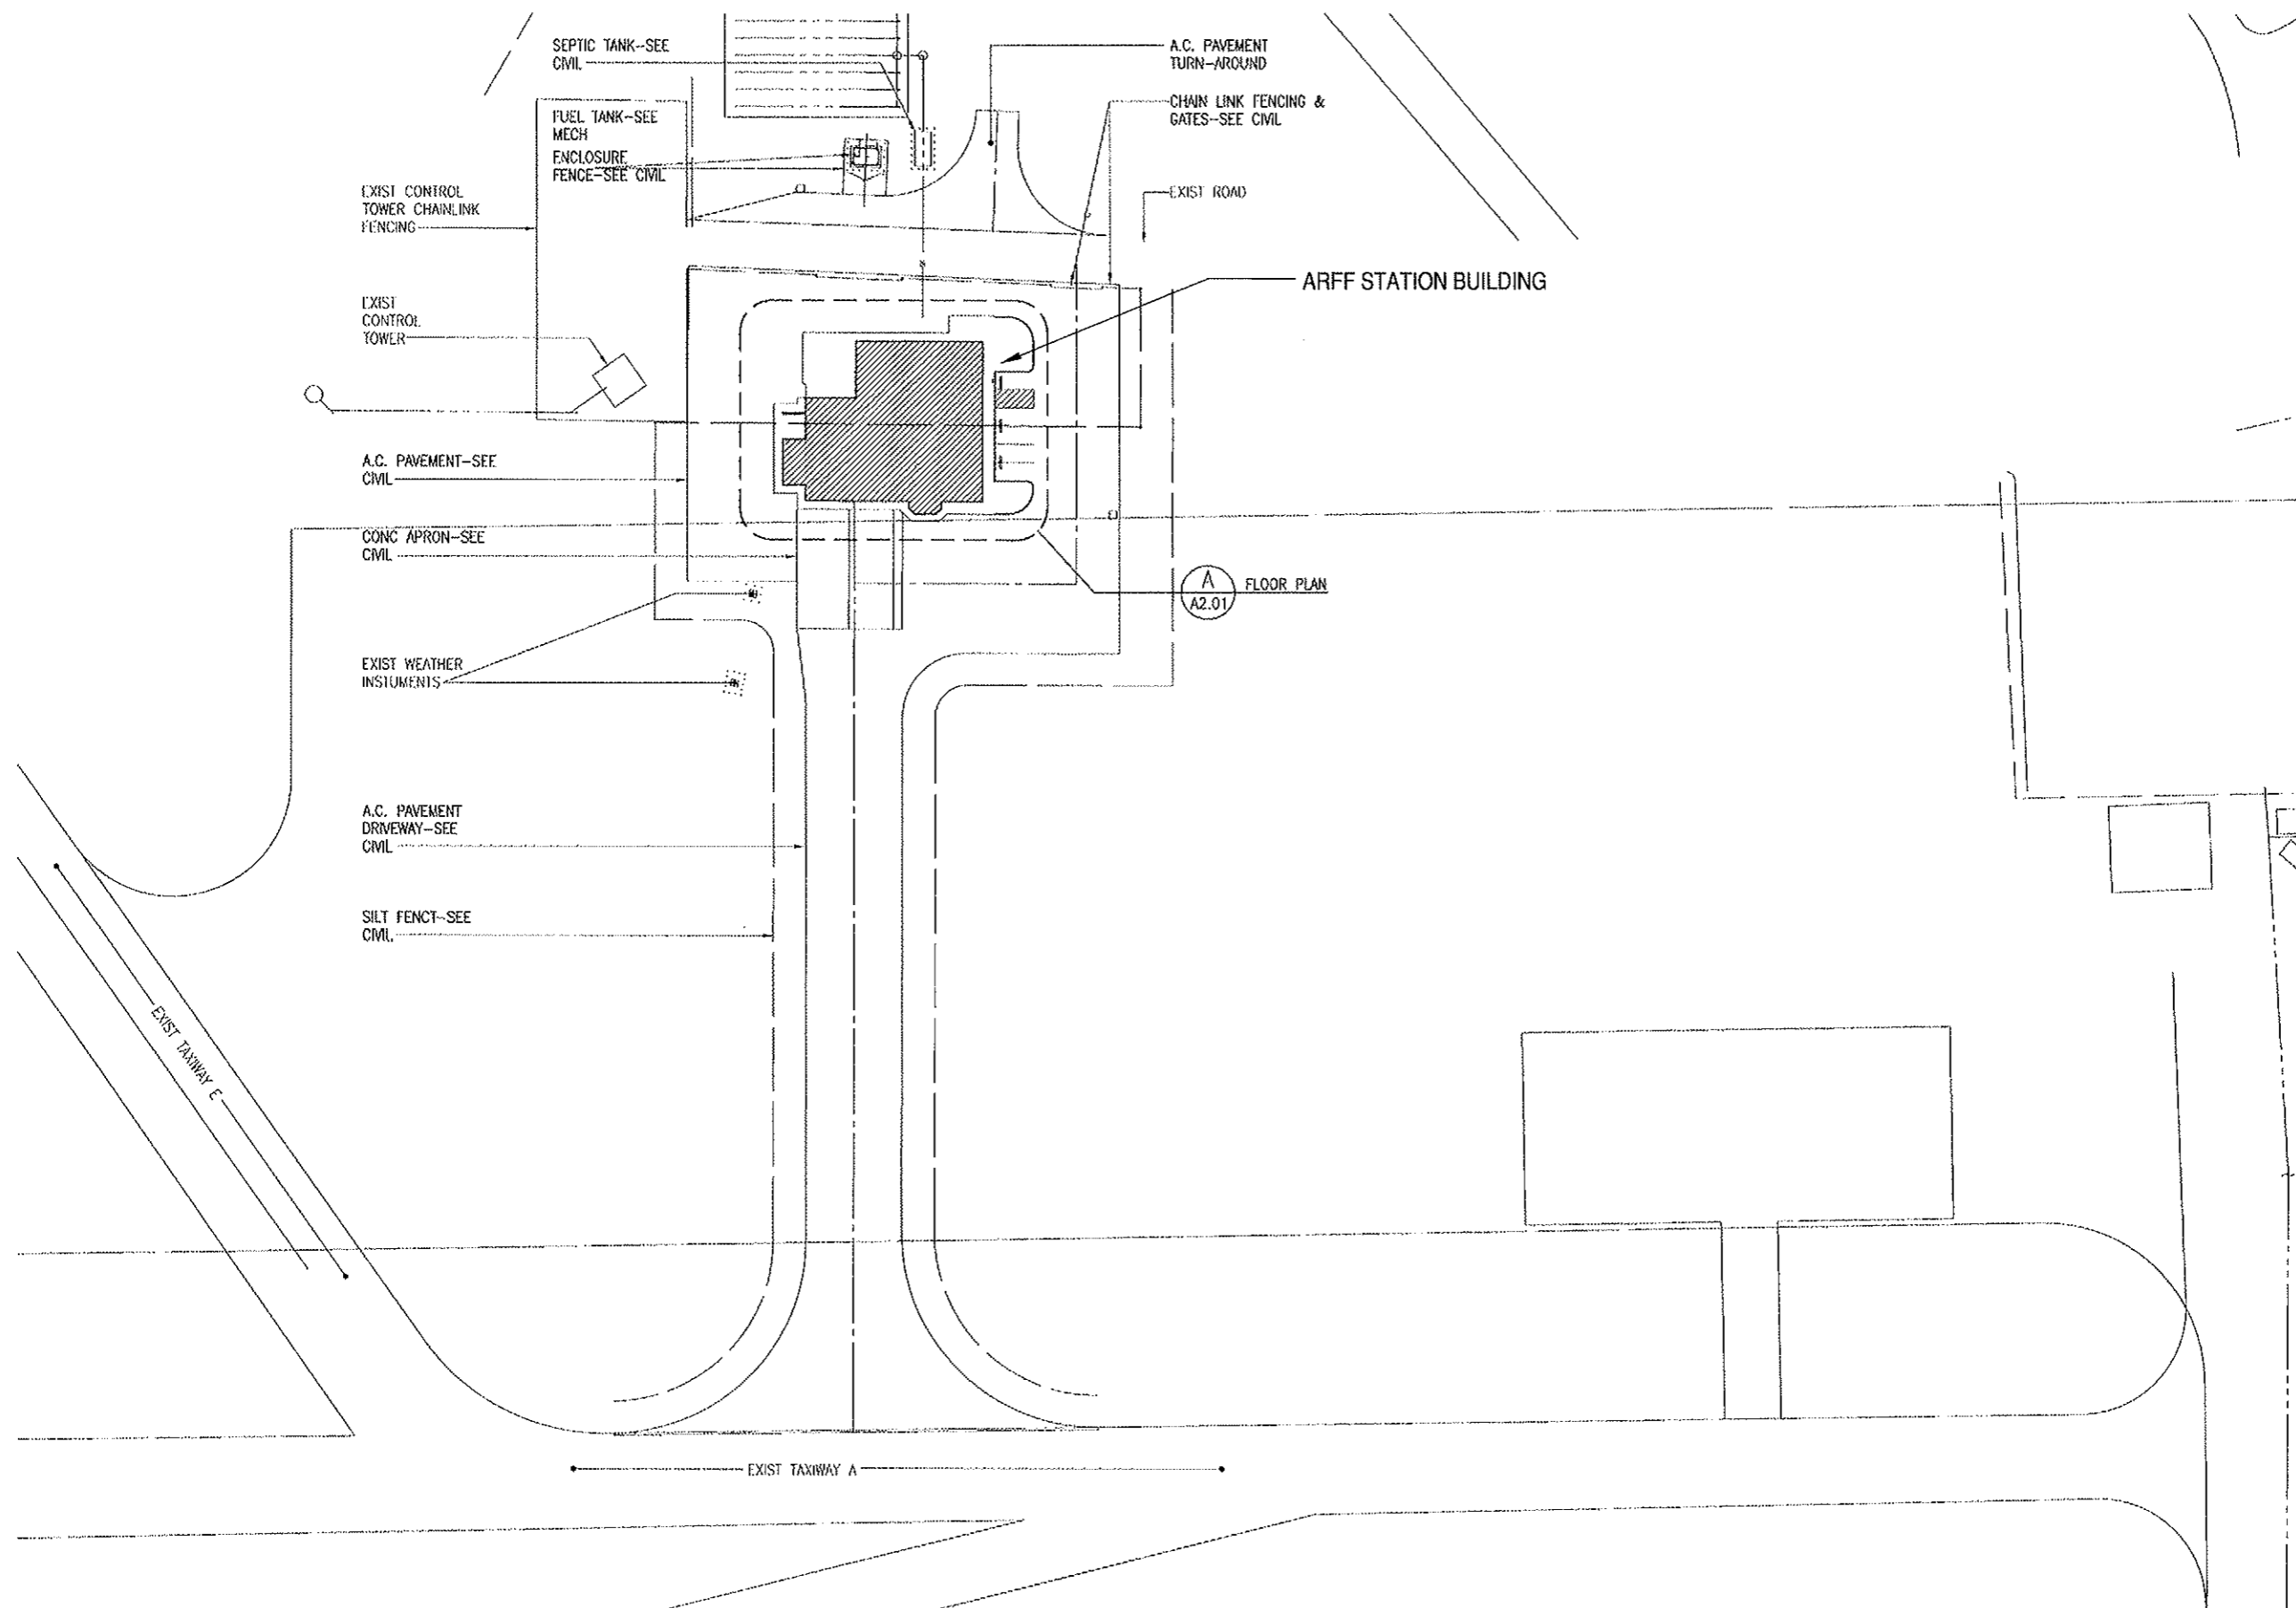 SEPTIC TANK-SEE
CIVIL
A.C. PAVEMENT
TURN-AROUND
FUEL TANK-SEE
MECH
ENCLOSURE
FENCE-SEE CIVIL
CHAIN LINK FENCING &
GATES-SEE CIVIL
EXIST CONTROL
TOWER CHAINLINK
FENCING
EXIST ROAD
ARFF STATION BUILDING
EXIST
CONTROL
TOWER
A.C. PAVEMENT-SEE
CIVIL
CONC APRON-SEE
CIVIL
A
A2.01
FLOOR PLAN
EXIST WEATHER
INSTUMENTS
A.C. PAVEMENT
DRIVEWAY-SEE
CIVIL
SILT FENCT-SEE
CIVIL
EXIST TAXIWAY E
EXIST TAXIWAY A